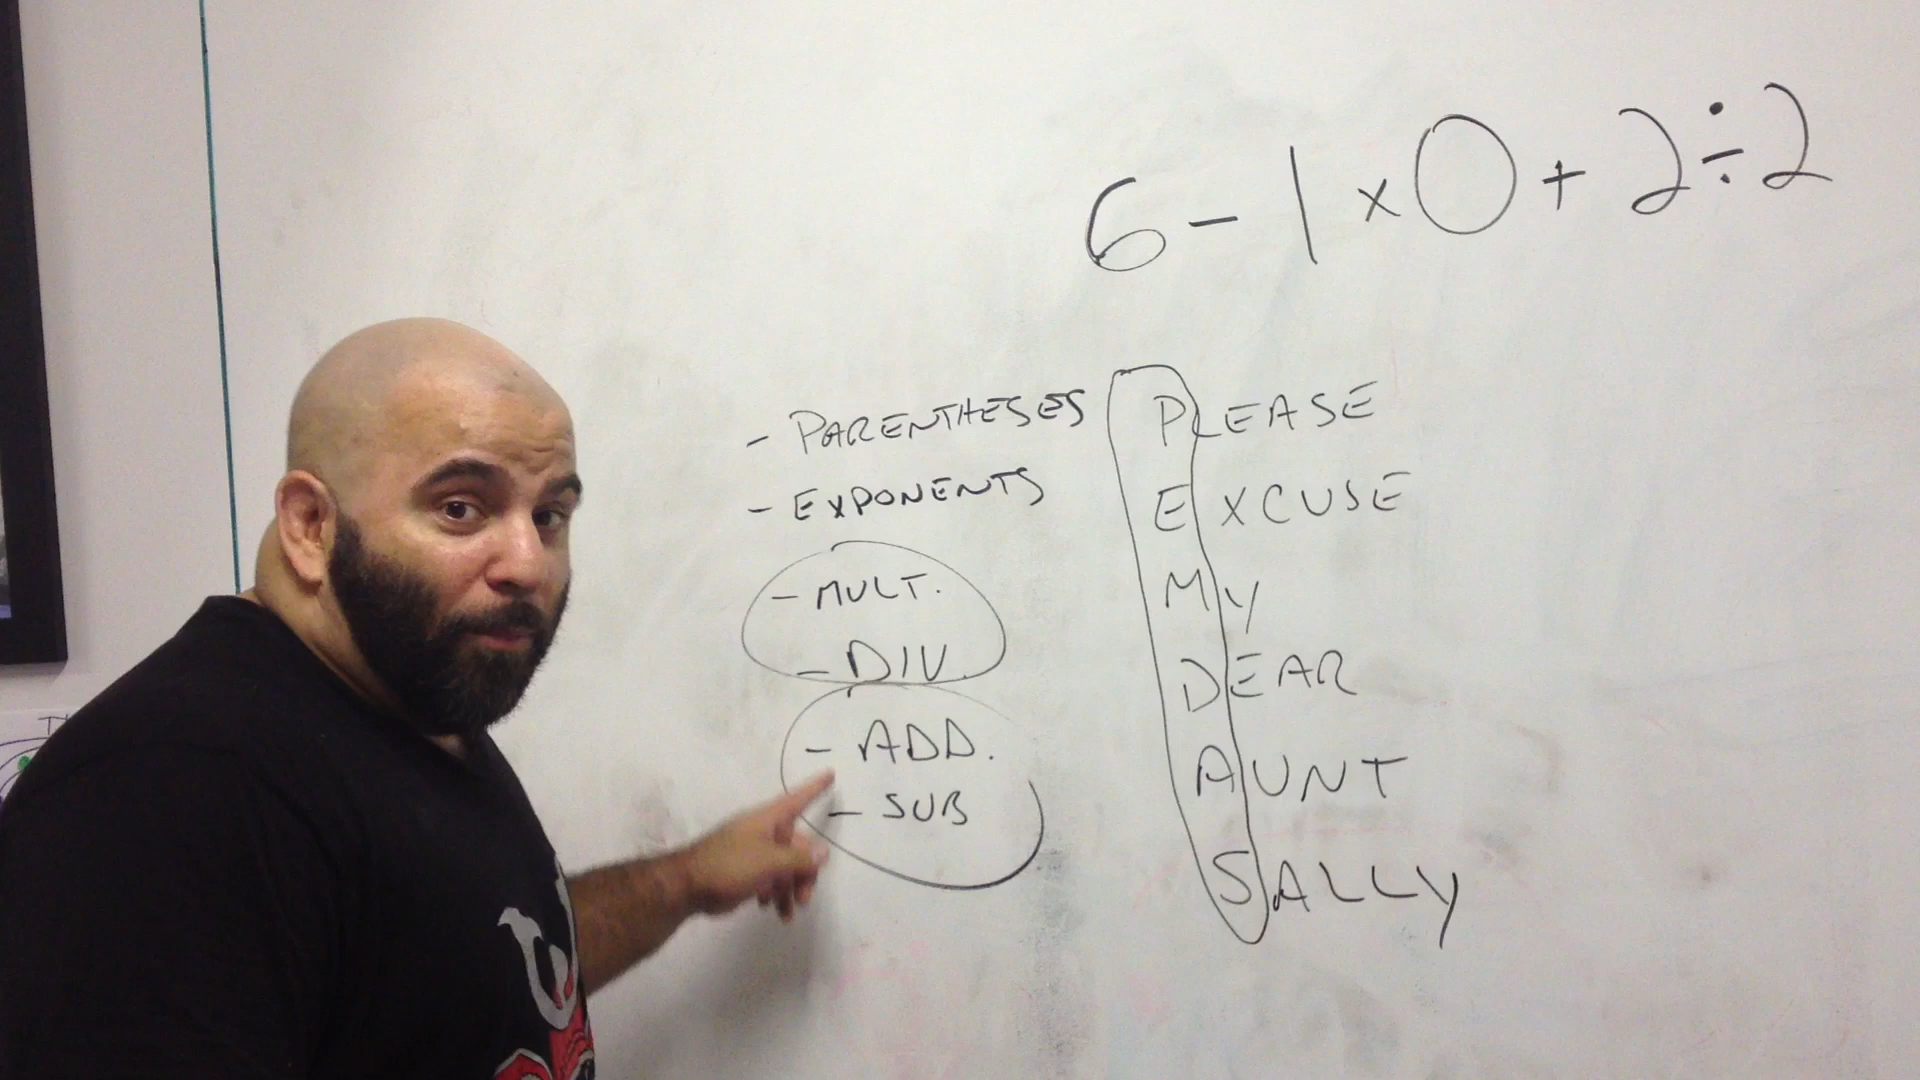 6 - 1 × 0 + 2 ÷ 2
- PARENTHESES
- EXPONENTS
- MULT.
- DIV.
- ADD.
- SUB
PLEASE
EXCUSE
MY
DEAR
AUNT
SALLY